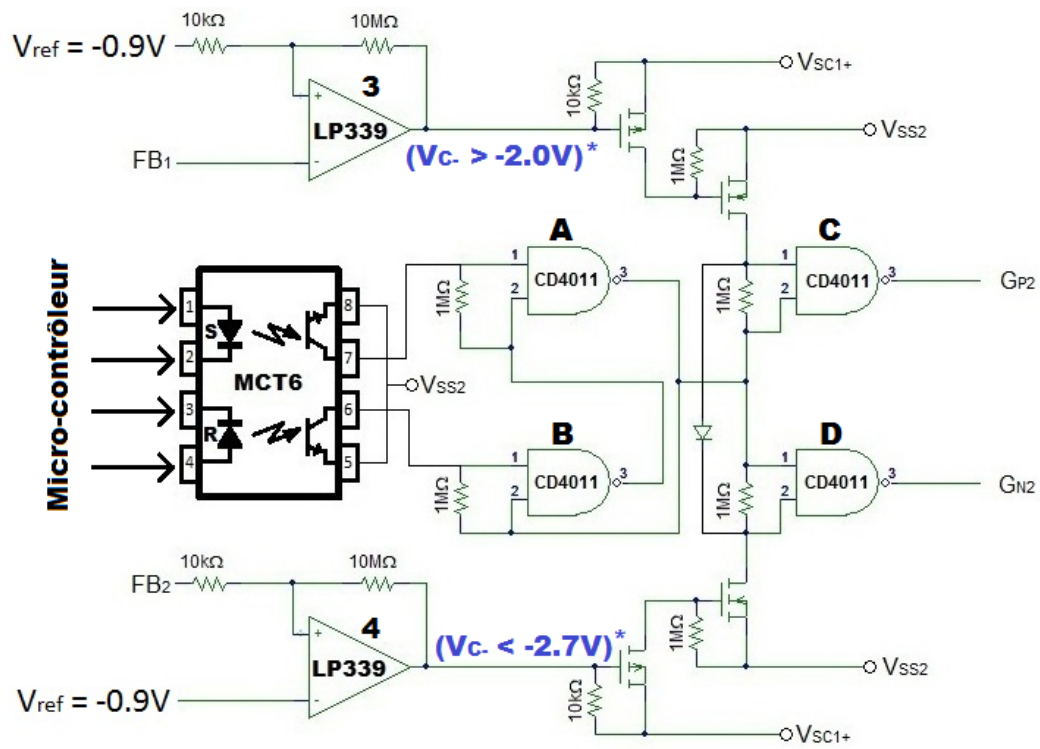 10kΩ
10MΩ
Vref = -0.9V
3
+
LP339
-
FB1
(VC- > -2.0V)*
10kΩ
VSC1+
1MΩ
VSS2
Micro-contrôleur
1
2
3
4
S
R
MCT6
8
7
6
5
VSS2
A
1
2
CD4011
3
1MΩ
B
1
2
CD4011
3
1MΩ
C
1
2
CD4011
3
1MΩ
GP2
D
1
2
CD4011
3
1MΩ
GN2
10kΩ
10MΩ
FB2
4
+
LP339
-
Vref = -0.9V
(VC- < -2.7V)*
10kΩ
1MΩ
VSS2
VSC1+